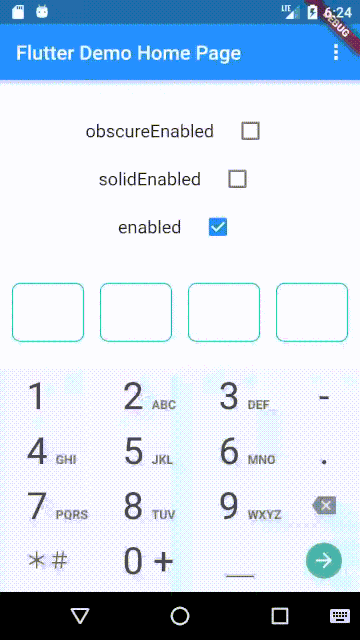 LTE 6:24
DEBUG
Flutter Demo Home Page
obscureEnabled
solidEnabled
enabled
1 2 ABC 3 DEF -
4 GHI 5 JKL 6 MNO .
7 PQRS 8 TUV 9 WXYZ
*# 0 + _